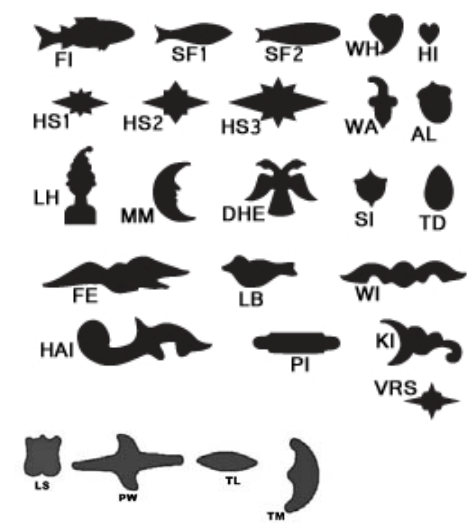 FI
SF1
SF2
WH
HI
HS1
HS2
HS3
WA
AL
LH
MM
DHE
SI
TD
FE
LB
WI
HAI
PI
KI
VRS
LS
PW
TL
TM